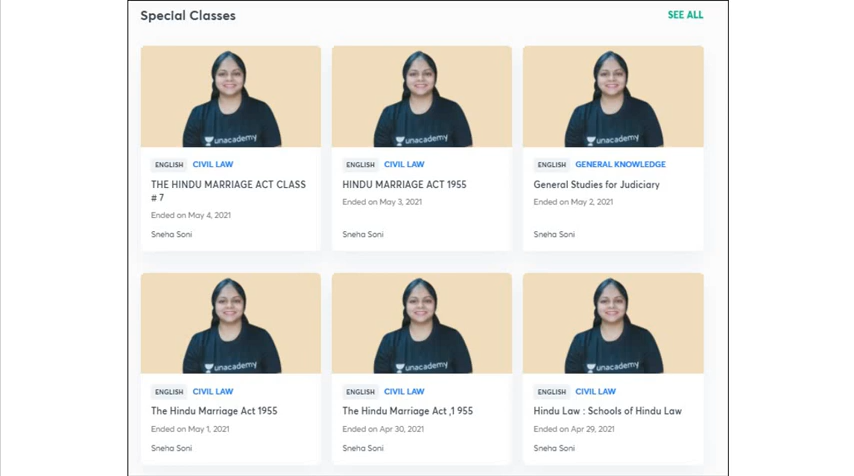 Special Classes
SEE ALL
unacademy
unacademy
unacademy
ENGLISH CIVIL LAW
ENGLISH CIVIL LAW
ENGLISH GENERAL KNOWLEDGE
THE HINDU MARRIAGE ACT CLASS
# 7
HINDU MARRIAGE ACT 1955
General Studies for Judiciary
Ended on May 4, 2021
Ended on May 3, 2021
Ended on May 2, 2021
Sneha Soni
Sneha Soni
Sneha Soni
unacademy
unacademy
unacademy
ENGLISH CIVIL LAW
ENGLISH CIVIL LAW
ENGLISH CIVIL LAW
The Hindu Marriage Act 1955
The Hindu Marriage Act ,1 955
Hindu Law : Schools of Hindu Law
Ended on May 1, 2021
Ended on Apr 30, 2021
Ended on Apr 29, 2021
Sneha Soni
Sneha Soni
Sneha Soni